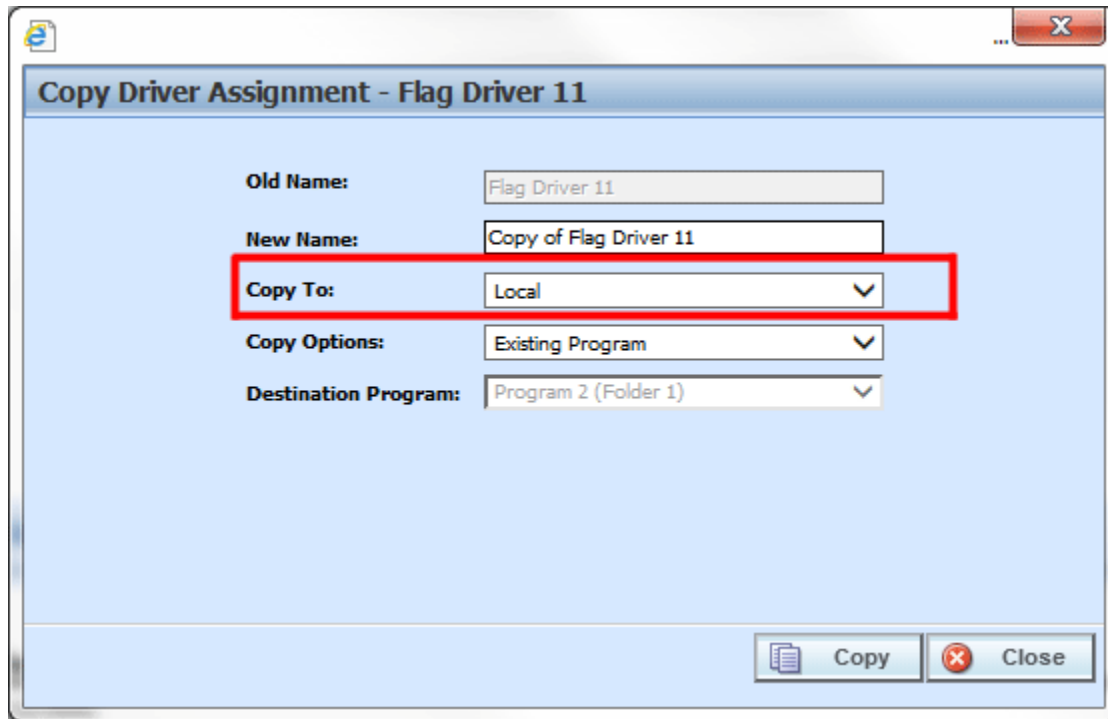 ...
Copy Driver Assignment - Flag Driver 11
Old Name: Flag Driver 11
New Name: Copy of Flag Driver 11
Copy To: Local
Copy Options: Existing Program
Destination Program: Program 2 (Folder 1)
Copy Close